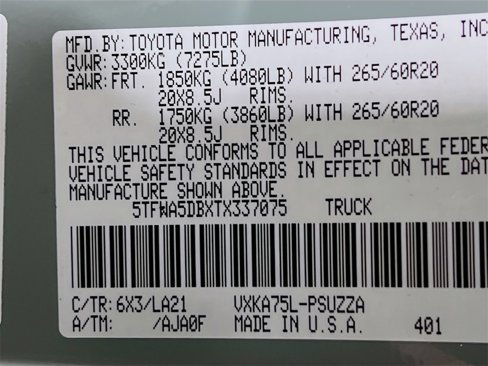 MFD.BY: TOYOTA MOTOR MANUFACTURING, TEXAS, INC
GVWR: 3300KG (7275LB)
GAWR: FRT. 1850KG (4080LB) WITH 265/60R20
20X8.5J RIMS.
RR. 1750KG (3860LB) WITH 265/60R20
20X8.5J RIMS.
THIS VEHICLE CONFORMS TO ALL APPLICABLE FEDER
VEHICLE SAFETY STANDARDS IN EFFECT ON THE DAT
MANUFACTURE SHOWN ABOVE.
5TFWA5DBXTX337075 TRUCK
C/TR: 6X3/LA21 VXKA75L-PSUZZA
A/TM: /AJA0F MADE IN U.S.A. 401